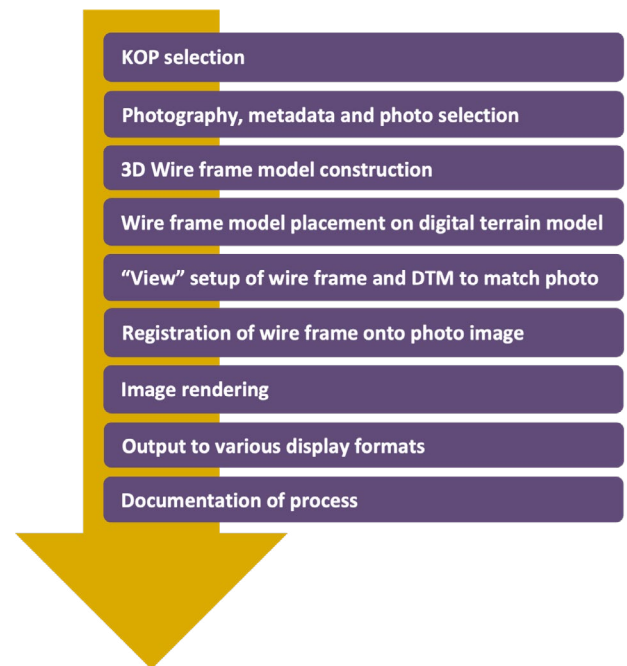 KOP selection
Photography, metadata and photo selection
3D Wire frame model construction
Wire frame model placement on digital terrain model
“View” setup of wire frame and DTM to match photo
Registration of wire frame onto photo image
Image rendering
Output to various display formats
Documentation of process